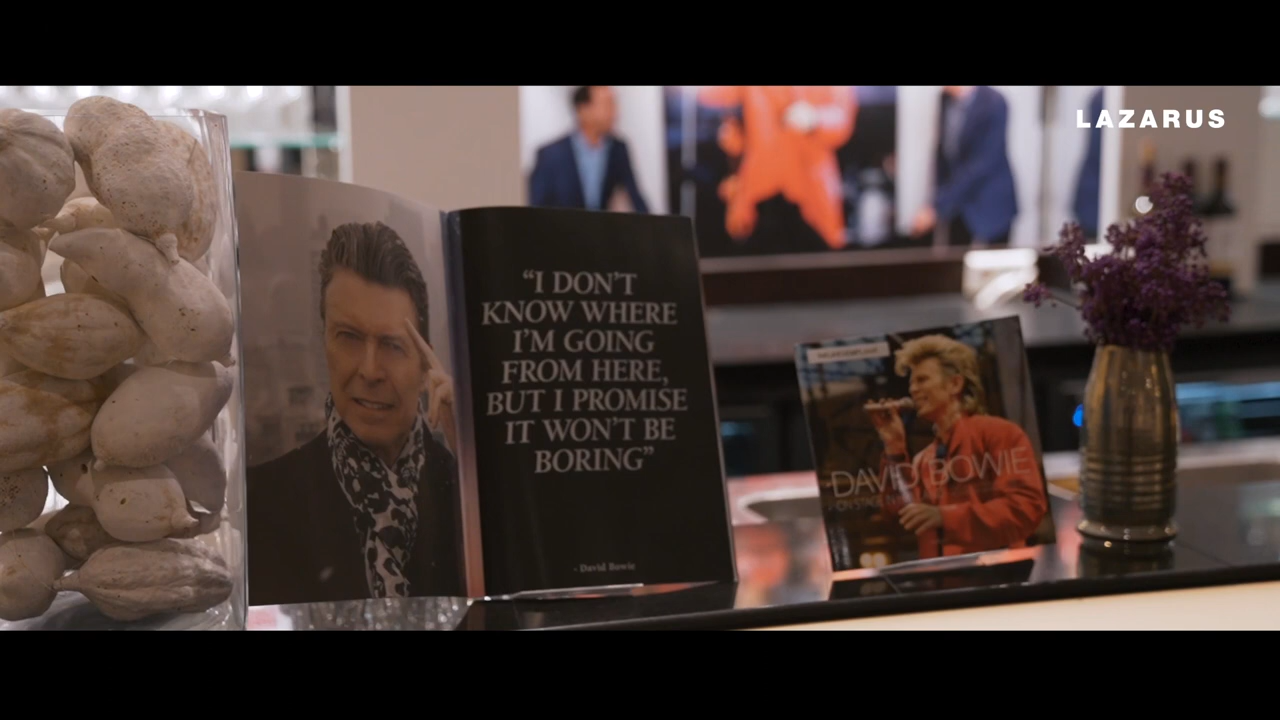 LAZARUS
“I DON’T
KNOW WHERE
I’M GOING
FROM HERE,
BUT I PROMISE
IT WON’T BE
BORING”
- David Bowie
DAVID BOWIE